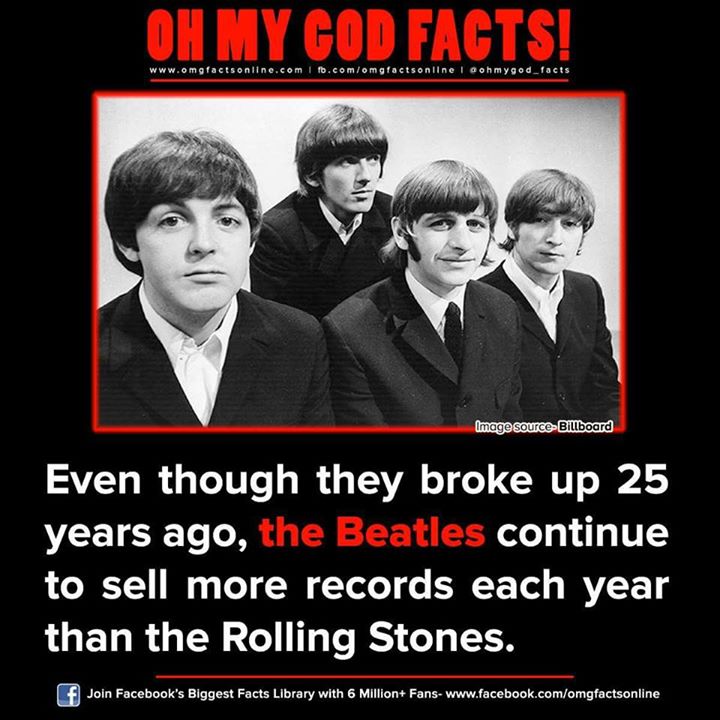 OH MY GOD FACTS!
www.omgfactsonline.com | fb.com/omgfactsonline | @ohmygod_facts
Image source- Billboard
Even though they broke up 25
years ago, the Beatles continue
to sell more records each year
than the Rolling Stones.
f Join Facebook's Biggest Facts Library with 6 Million+ Fans- www.facebook.com/omgfactsonline